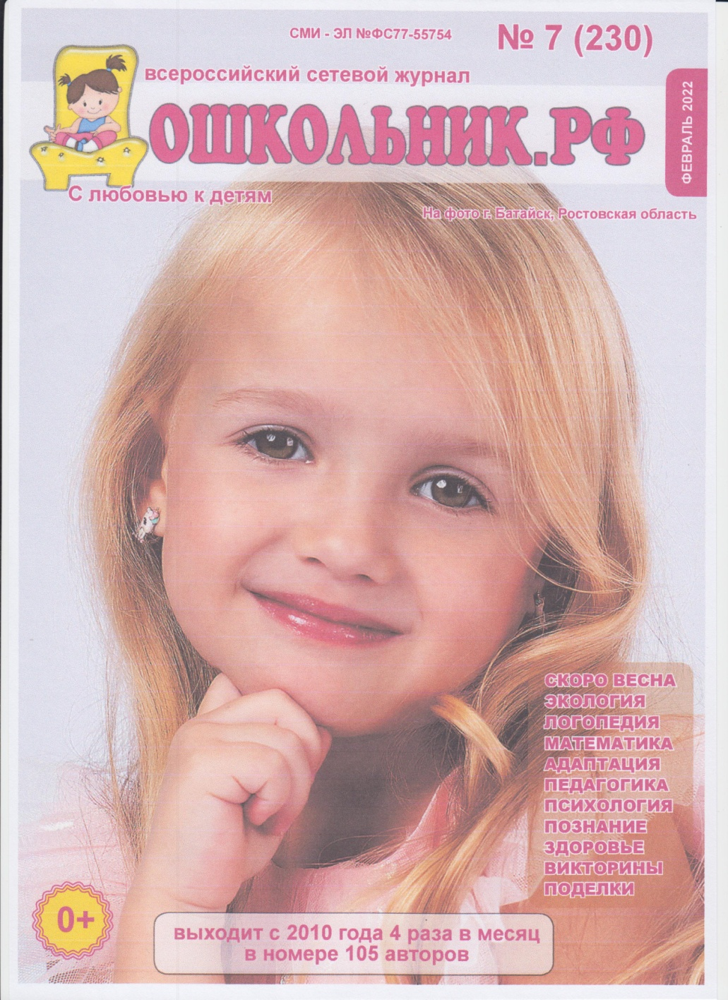 СМИ - ЭЛ №ФС77-55754
№ 7 (230)
всероссийский сетевой журнал
ОШКОЛЬНИК.РФ
ФЕВРАЛЬ 2022
С любовью к детям
На фото г. Батайск, Ростовская область
СКОРО ВЕСНА
ЭКОЛОГИЯ
ЛОГОПЕДИЯ
МАТЕМАТИКА
АДАПТАЦИЯ
ПЕДАГОГИКА
ПСИХОЛОГИЯ
ПОЗНАНИЕ
ЗДОРОВЬЕ
ВИКТОРИНЫ
ПОДЕЛКИ
0+
выходит с 2010 года 4 раза в месяц
в номере 105 авторов